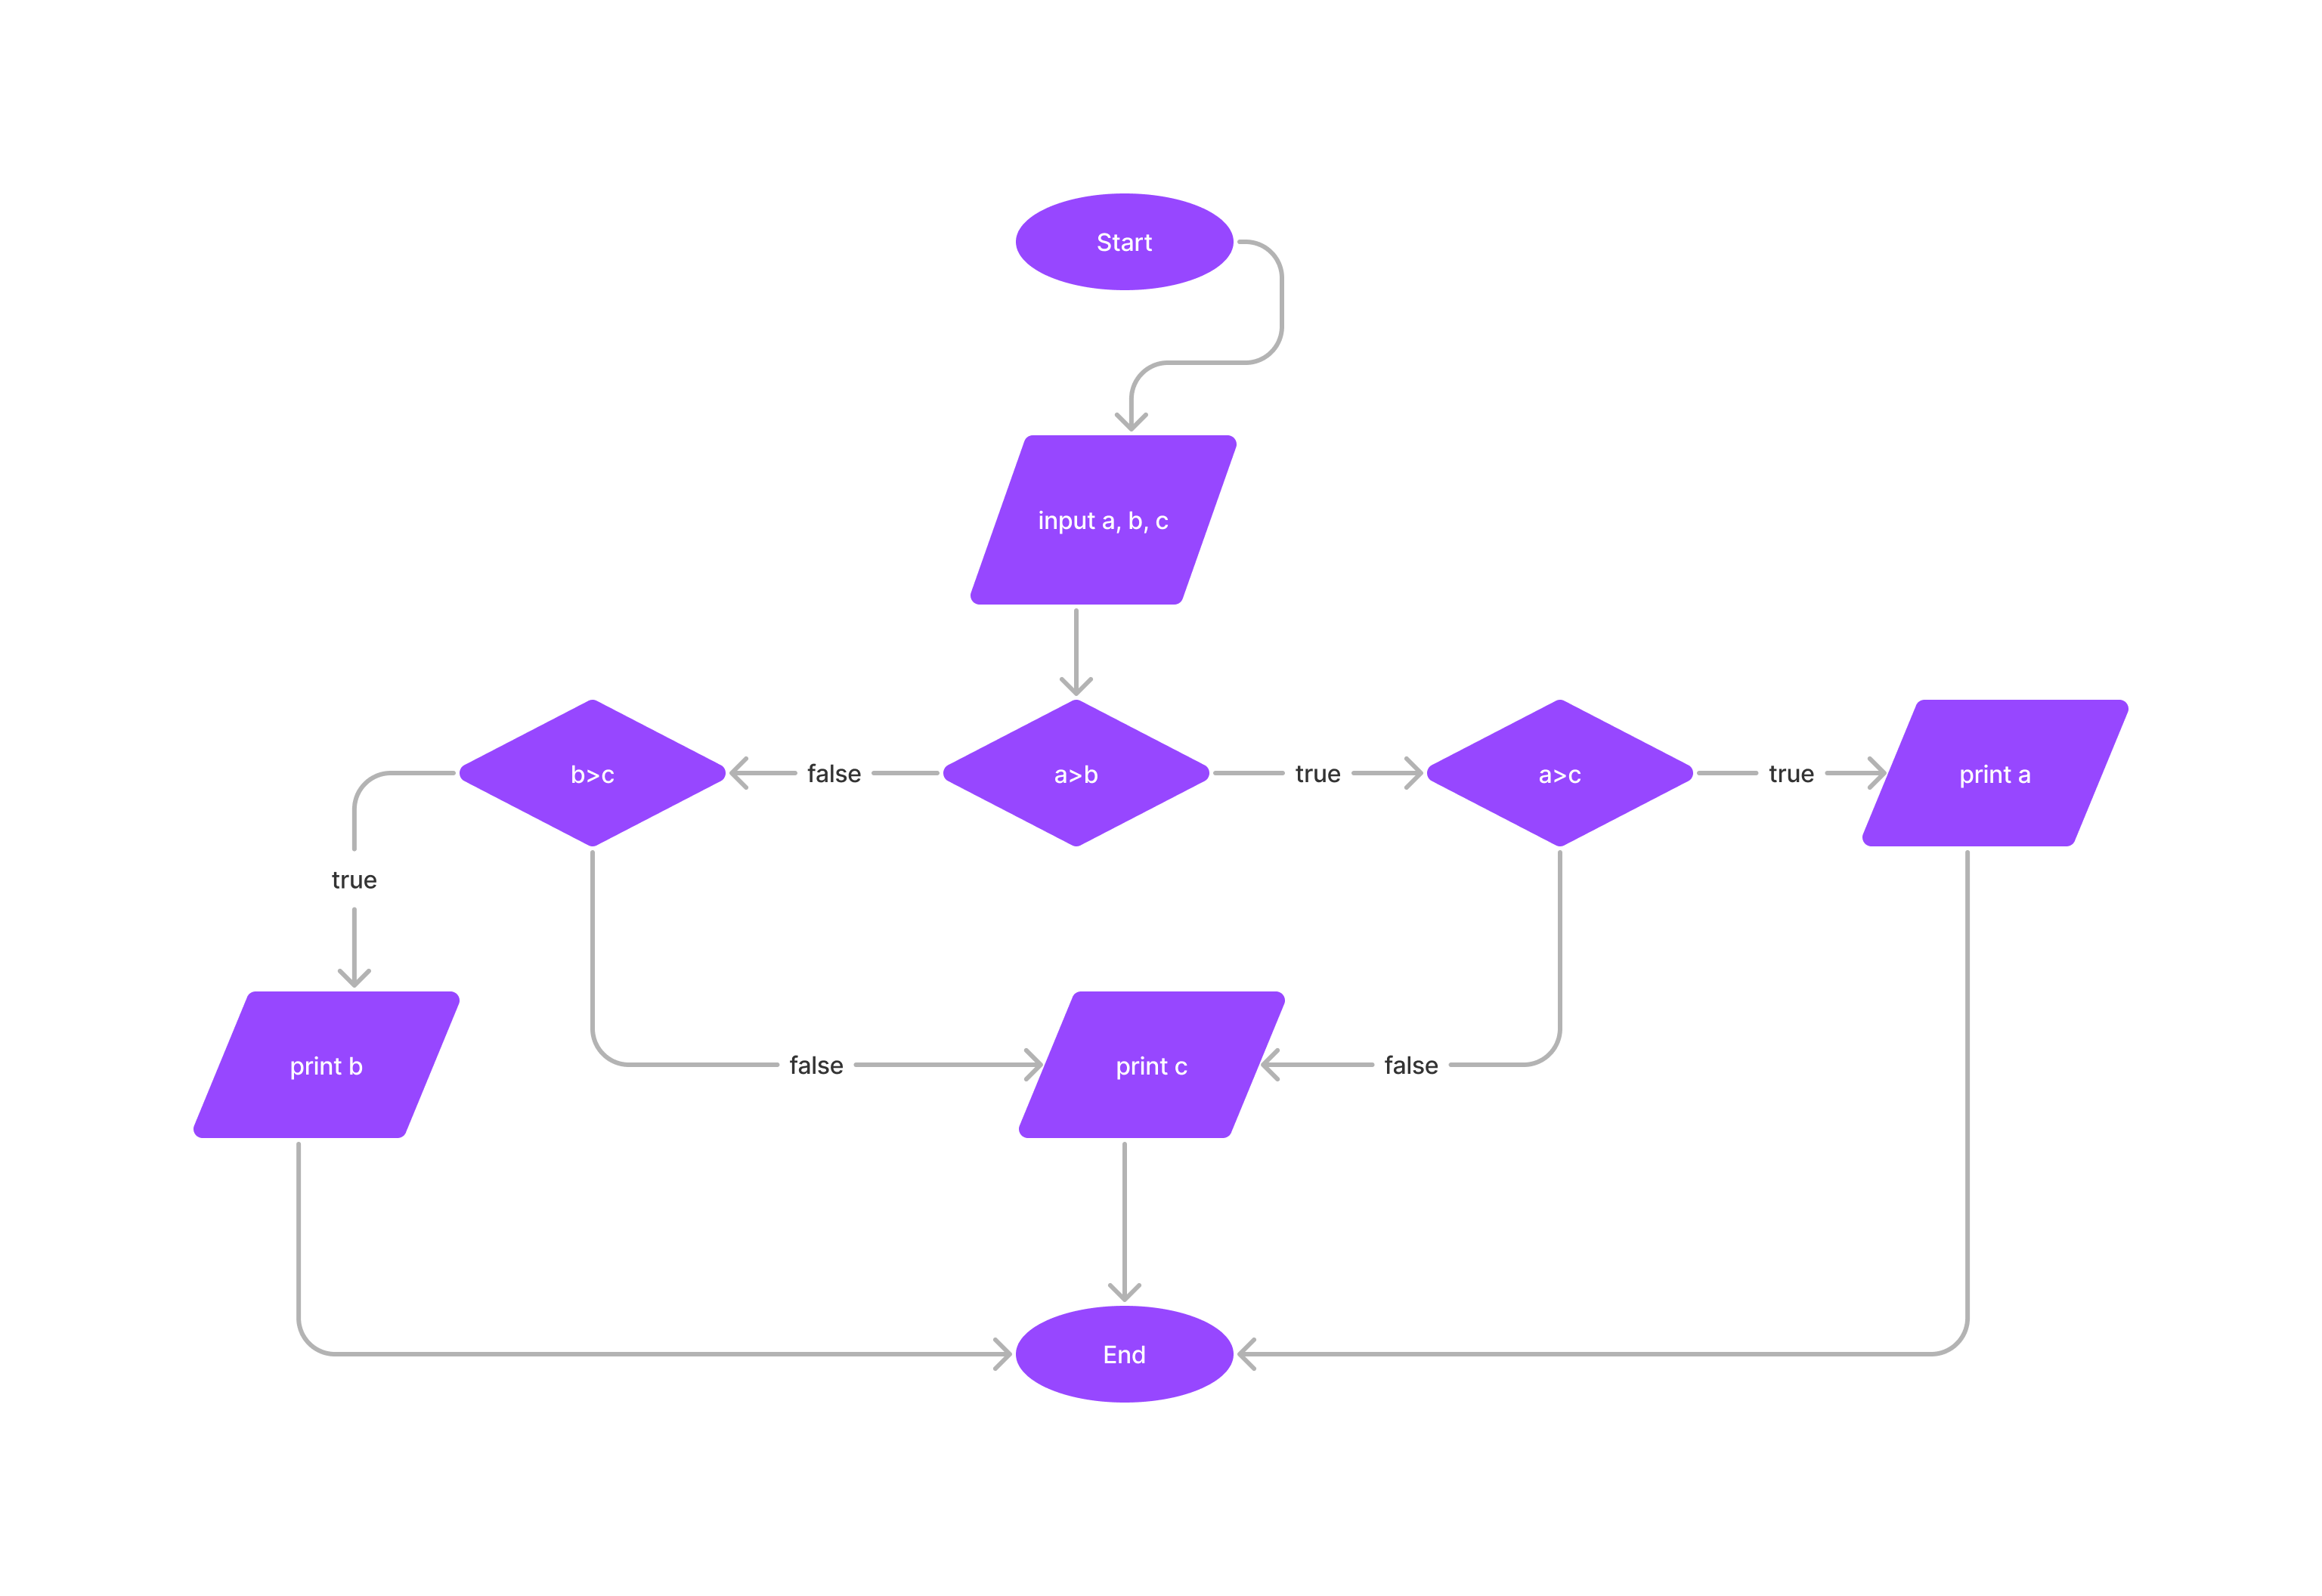 Start
input a, b, c
b>c
false
a>b
true
a>c
true
print a
true
print b
false
print c
false
End